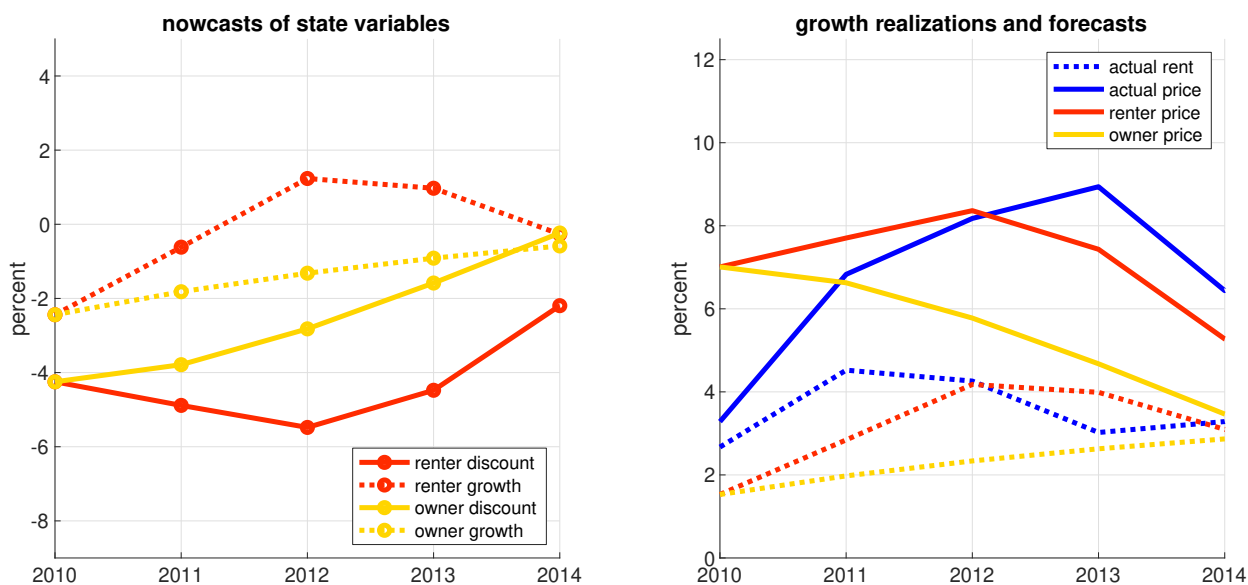 nowcasts of state variables
percent
4
2
0
-2
-4
-6
-8
2010 2011 2012 2013 2014
renter discount
renter growth
owner discount
owner growth
growth realizations and forecasts
percent
12
10
8
6
4
2
0
2010 2011 2012 2013 2014
actual rent
actual price
renter price
owner price